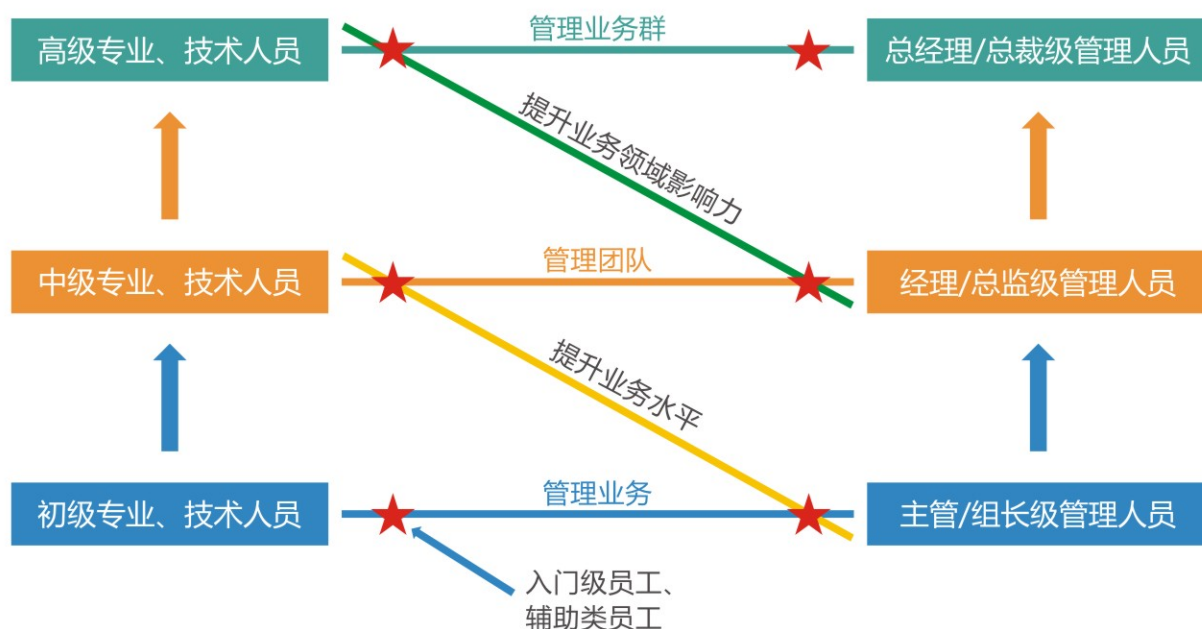 高级专业、技术人员
管理业务群
总经理/总裁级管理人员
提升业务领域影响力
中级专业、技术人员
管理团队
经理/总监级管理人员
提升业务水平
初级专业、技术人员
管理业务
主管/组长级管理人员
入门级员工、
辅助类员工